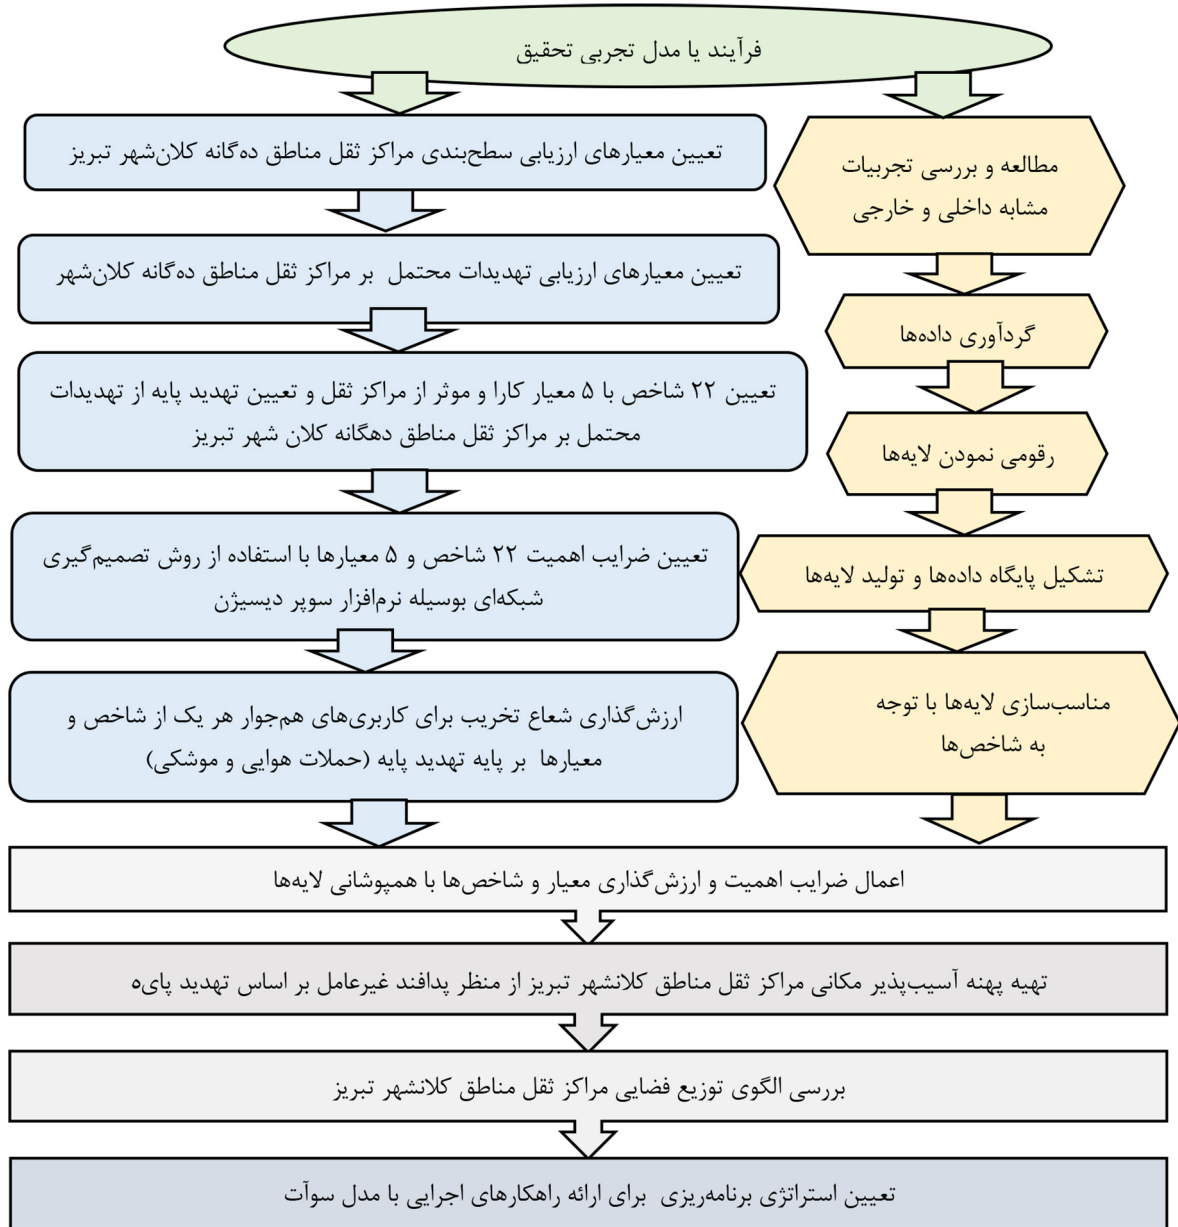 فرآیند یا مدل تجربی تحقیق
مطالعه و بررسی تجربیات
مشابه داخلی و خارجی
گردآوری داده‌ها
رقومی نمودن لایه‌ها
تشکیل پایگاه داده‌ها و تولید لایه‌ها
مناسب‌سازی لایه‌ها با توجه
به شاخص‌ها
تعیین معیارهای ارزیابی سطح‌بندی مراکز ثقل مناطق ده‌گانه کلان‌شهر تبریز
تعیین معیارهای ارزیابی تهدیدات محتمل بر مراکز ثقل مناطق ده‌گانه کلان‌شهر
تعیین ۲۲ شاخص با ۵ معیار کارا و موثر از مراکز ثقل و تعیین تهدید پایه از تهدیدات
محتمل بر مراکز ثقل مناطق دهگانه کلان شهر تبریز
تعیین ضرایب اهمیت ۲۲ شاخص و ۵ معیارها با استفاده از روش تصمیم‌گیری
شبکه‌ای بوسیله نرم‌افزار سوپر دیسیژن
ارزش‌گذاری شعاع تخریب برای کاربری‌های هم‌جوار هر یک از شاخص و
معیارها بر پایه تهدید پایه (حملات هوایی و موشکی)
اعمال ضرایب اهمیت و ارزش‌گذاری معیار و شاخص‌ها با همپوشانی لایه‌ها
تهیه پهنه آسیب‌پذیر مکانی مراکز ثقل مناطق کلانشهر تبریز از منظر پدافند غیرعامل بر اساس تهدید پای‌ه
بررسی الگوی توزیع فضایی مراکز ثقل مناطق کلانشهر تبریز
تعیین استراتژی برنامه‌ریزی برای ارائه راهکارهای اجرایی با مدل سوآت